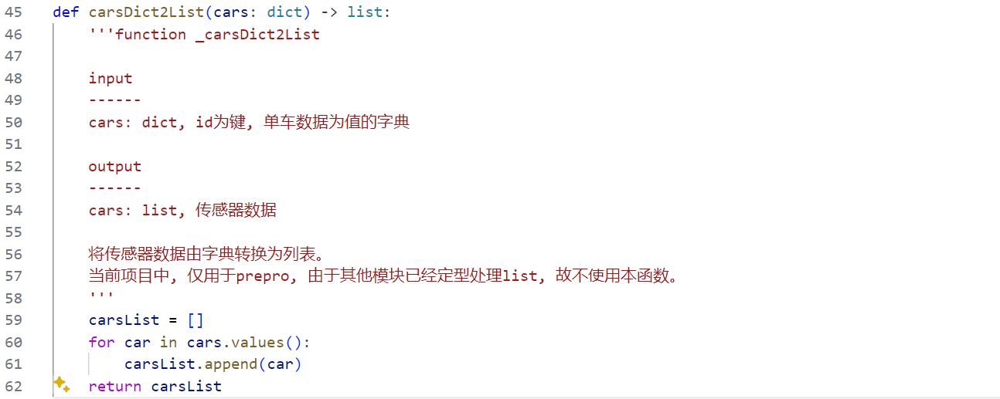 45 def carsDict2List(cars: dict) -> list:
46 '''function _carsDict2List
47
48 input
49 ------
50 cars: dict, id为键, 单车数据为值的字典
51
52 output
53 ------
54 cars: list, 传感器数据
55
56 将传感器数据由字典转换为列表。
57 当前项目中, 仅用于prepro, 由于其他模块已经定型处理list, 故不使用本函数。
58 '''
59 carsList = []
60 for car in cars.values():
61 carsList.append(car)
62 return carsList